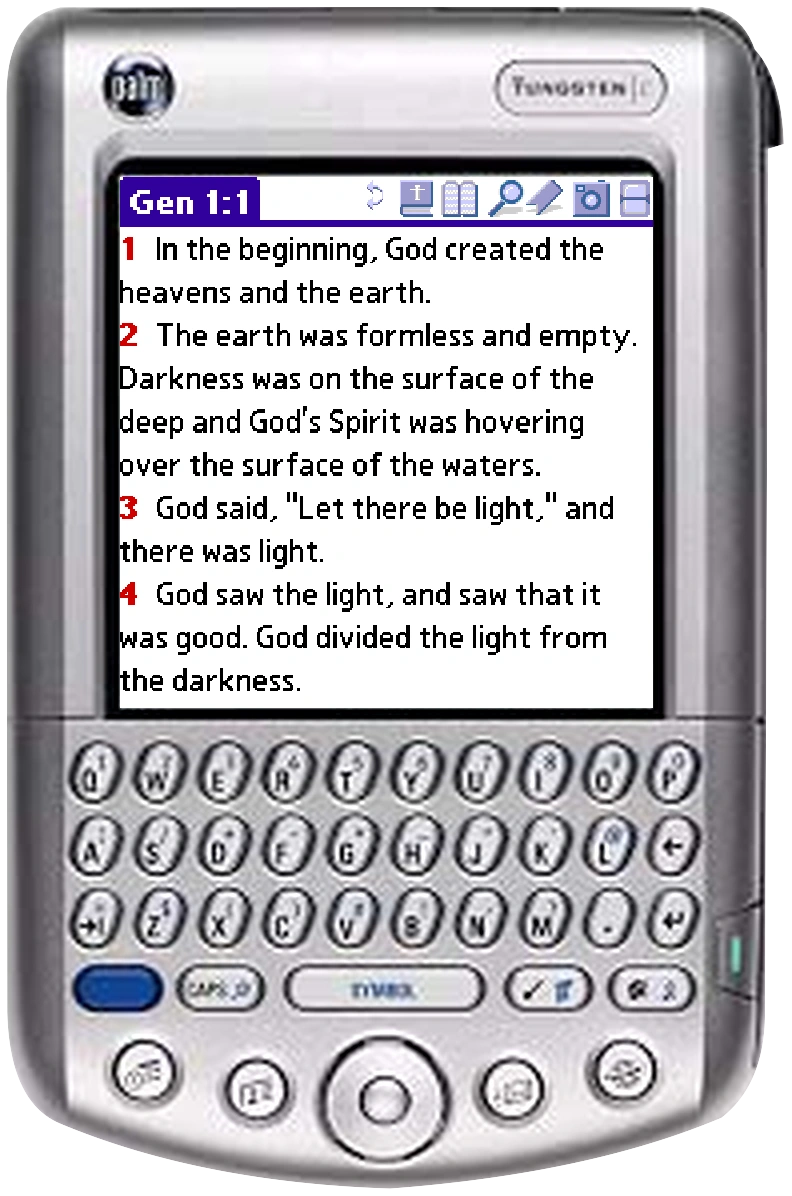 palm
TUNGSTEN
Gen 1:1
1 In the beginning, God created the
heavens and the earth.
2 The earth was formless and empty.
Darkness was on the surface of the
deep and God's Spirit was hovering
over the surface of the waters.
3 God said, "Let there be light," and
there was light.
4 God saw the light, and saw that it
was good. God divided the light from
the darkness.
Q W E R T Y U I O P
A S D F G H J K L
Z X C V B N M .
CAPS SYMBOL